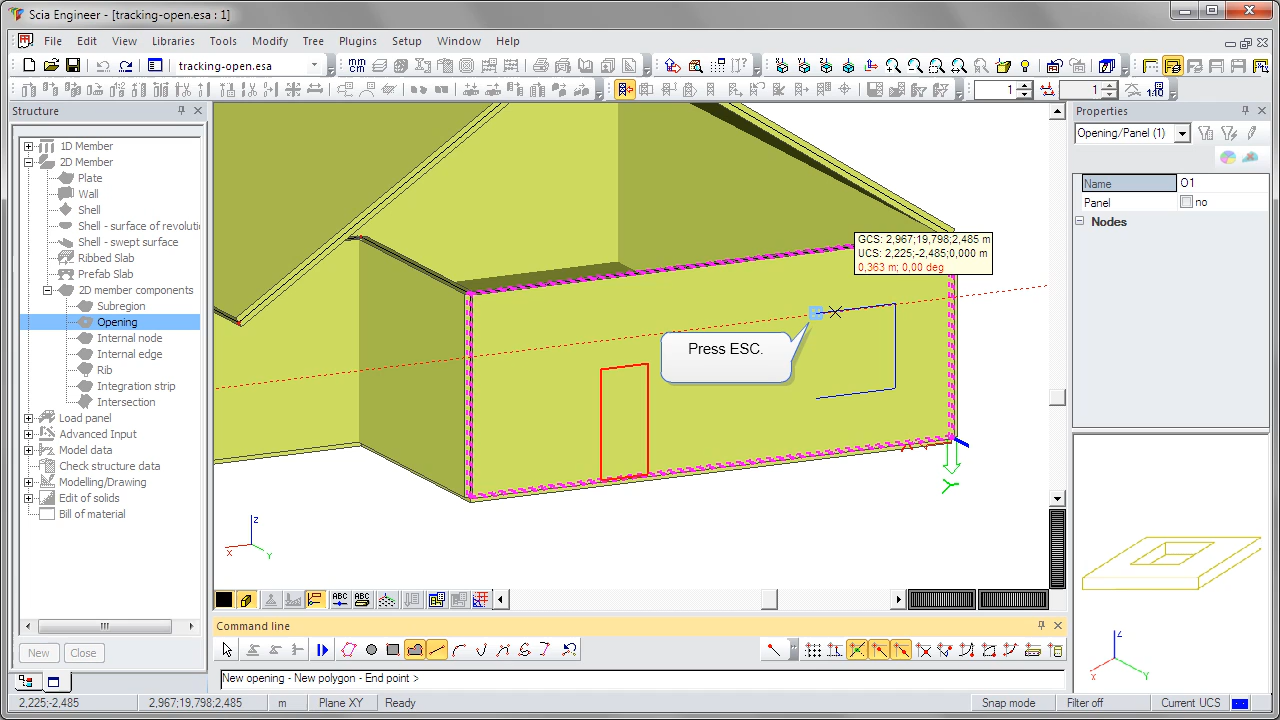 Scia Engineer - [tracking-open.esa : 1]
File Edit View Libraries Tools Modify Tree Plugins Setup Window Help
tracking-open.esa
1 1
Structure
1D Member
2D Member
Plate
Wall
Shell
Shell - surface of revoluti
Shell - swept surface
Ribbed Slab
Prefab Slab
2D member components
Subregion
Opening
Internal node
Internal edge
Rib
Integration strip
Intersection
Load panel
Advanced Input
Model data
Check structure data
Modelling/Drawing
Edit of solids
Bill of material
New Close
GCS: 2,967;19,798;2,485 m
UCS: 2,225;-2,485;0,000 m
0,363 m; 0,00 deg
Press ESC.
Y
Z
X
Y
ABC ABC
Properties
Opening/Panel (1)
Name O1
Panel no
Nodes
Z
X
Y
Command line
New opening - New polygon - End point >
2,225;-2,485 2,967;19,798;2,485 m Plane XY Ready Snap mode Filter off Current UCS